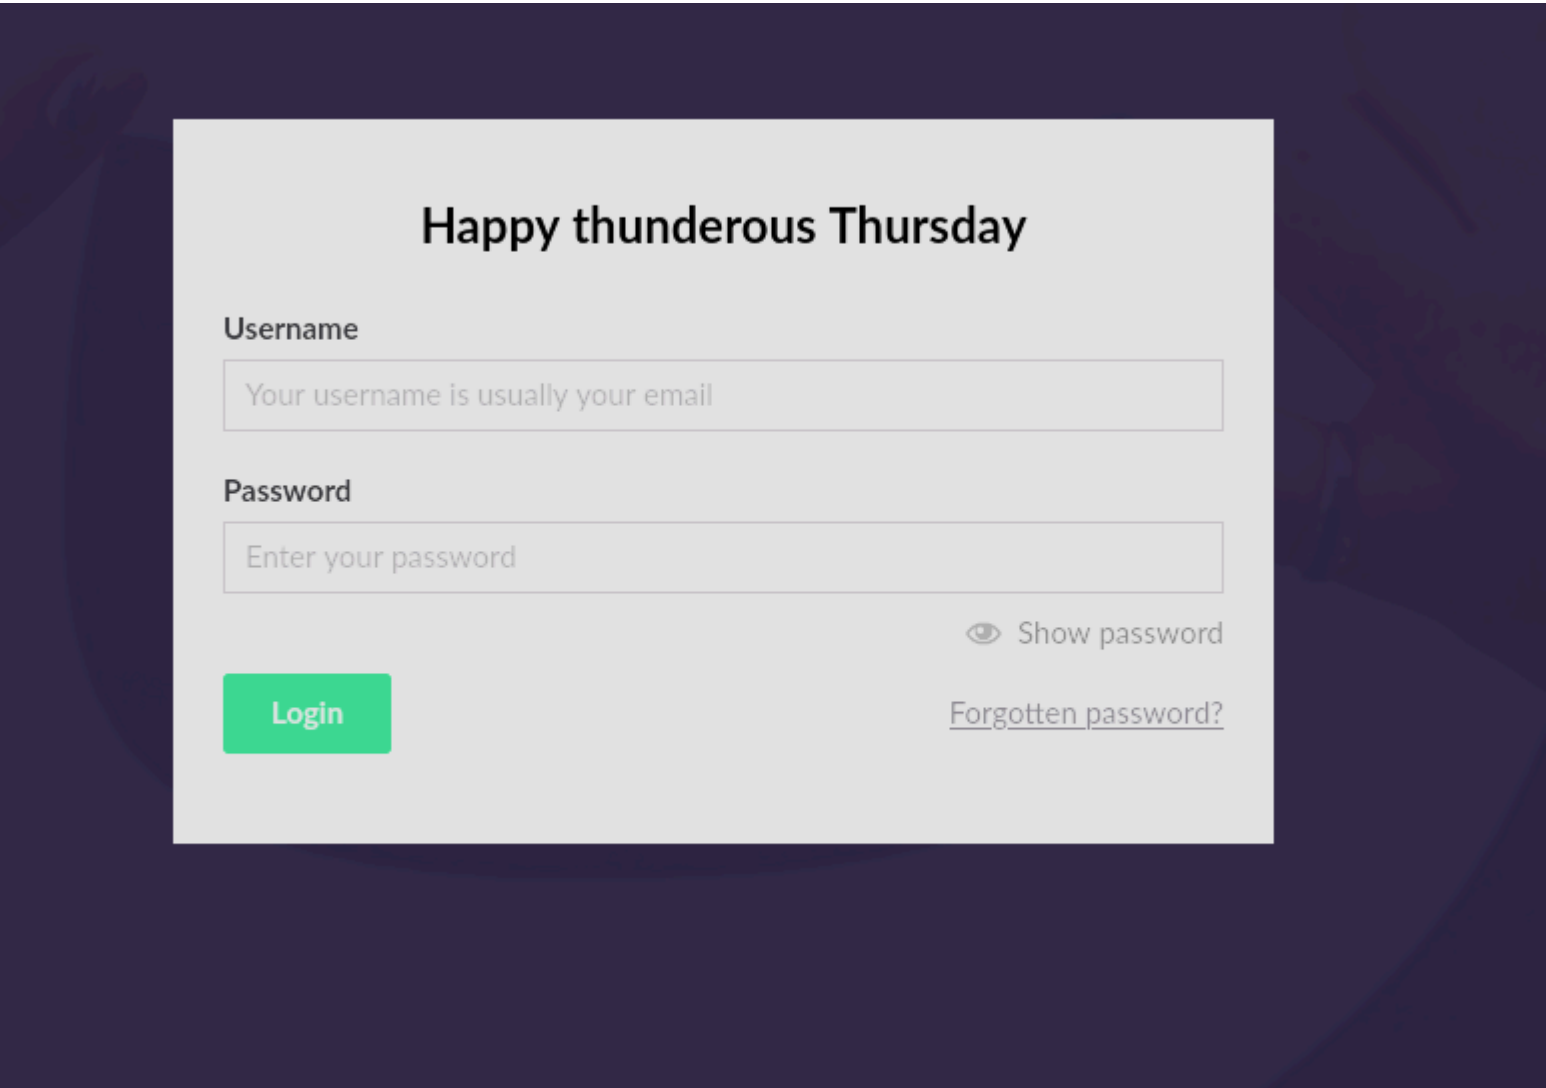 Happy thunderous Thursday
Username
Your username is usually your email
Password
Enter your password
Show password
Login
Forgotten password?